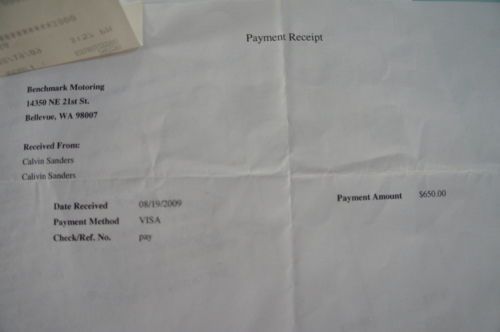 Payment Receipt
Benchmark Motoring
14350 NE 21st St.
Bellevue, WA 98007
Received From:
Calvin Sanders
Calvin Sanders
Date Received 08/19/2009
Payment Method VISA
Check/Ref. No. pay
Payment Amount $650.00